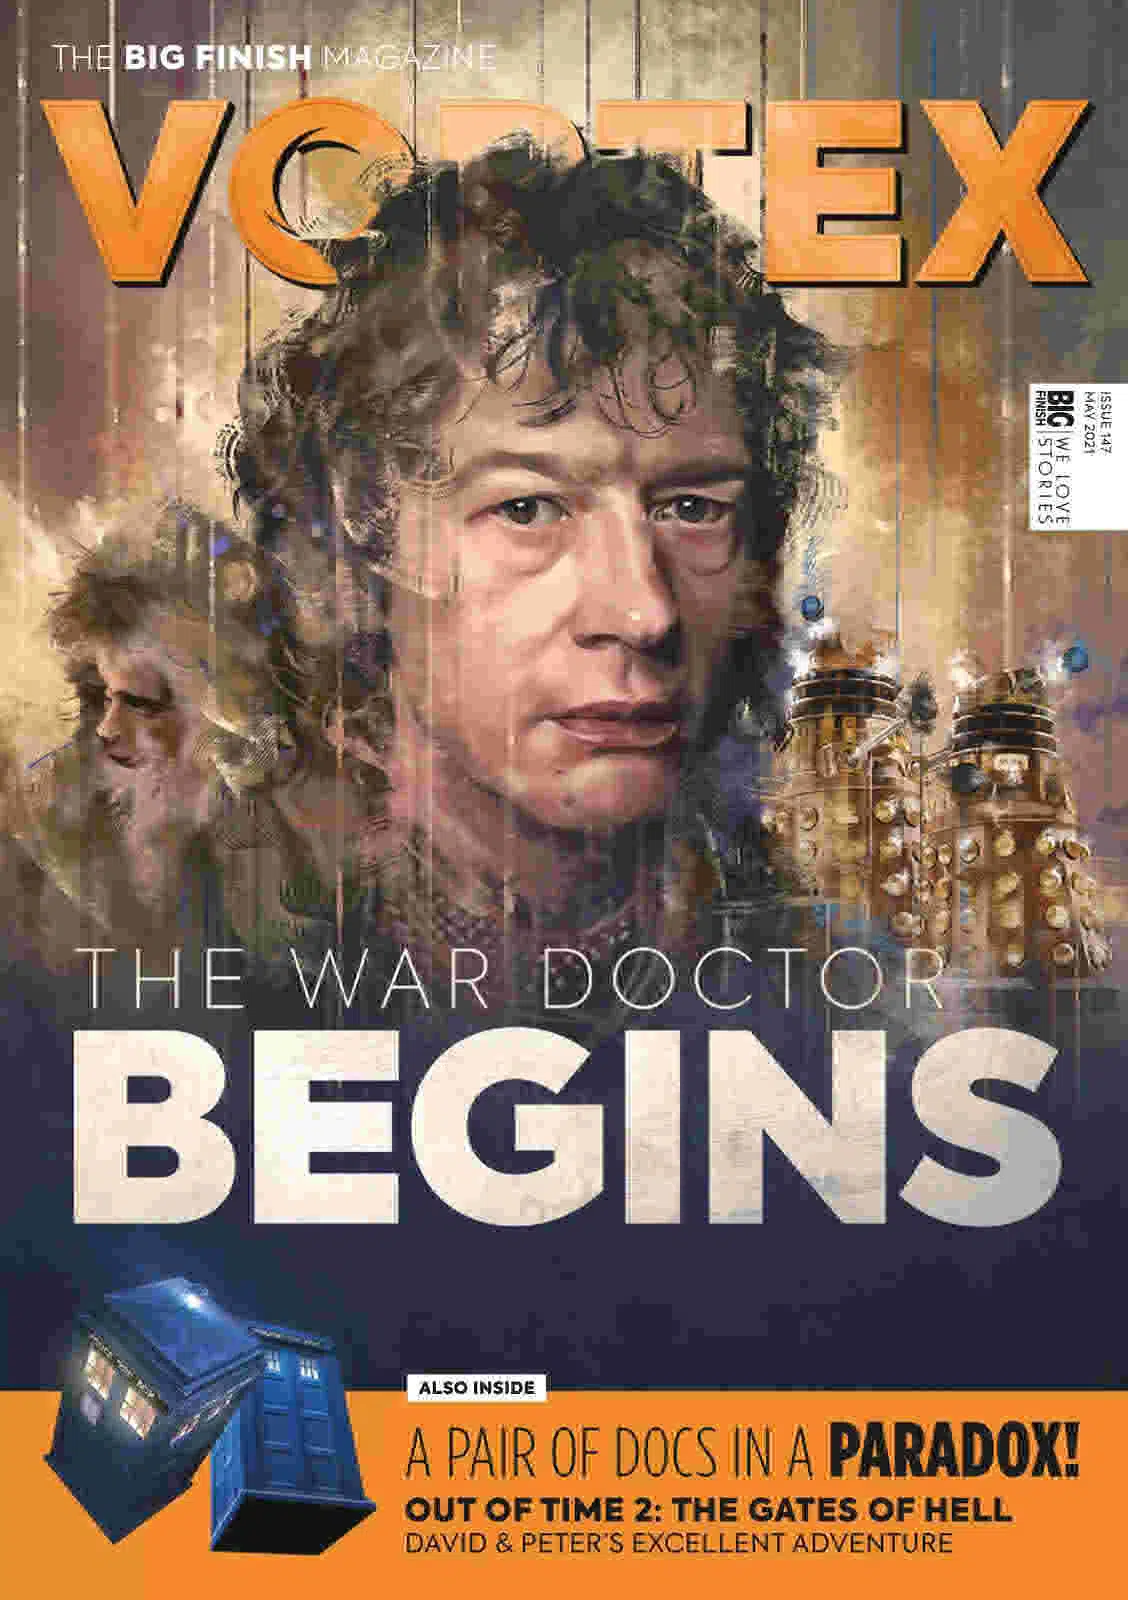 THE BIG FINISH MAGAZINE
VORTEX
ISSUE 147
MAY 2021
BIG FINISH
WE LOVE
STORIES
THE WAR DOCTOR
BEGINS
ALSO INSIDE
A PAIR OF DOCS IN A PARADOX!
OUT OF TIME 2: THE GATES OF HELL
DAVID & PETER'S EXCELLENT ADVENTURE